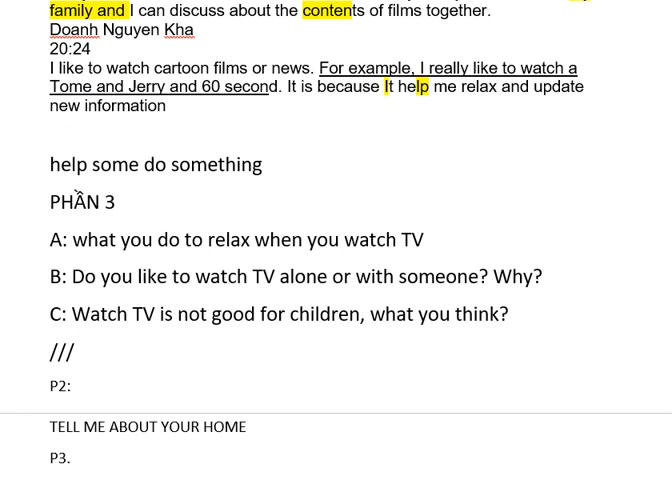 family and I can discuss about the contents of films together.
Doanh Nguyen Kha
20:24
I like to watch cartoon films or news. For example, I really like to watch a
Tome and Jerry and 60 second. It is because It help me relax and update
new information
help some do something
PHẦN 3
A: what you do to relax when you watch TV
B: Do you like to watch TV alone or with someone? Why?
C: Watch TV is not good for children, what you think?
///
P2:
TELL ME ABOUT YOUR HOME
P3.